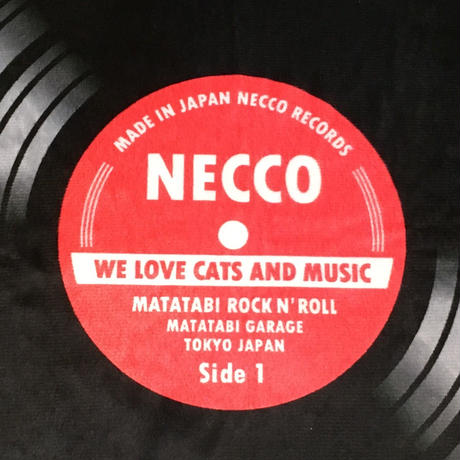 MADE IN JAPAN NECCO RECORDS
NECCO
WE LOVE CATS AND MUSIC
MATATABI ROCK N' ROLL
MATATABI GARAGE
TOKYO JAPAN
Side 1